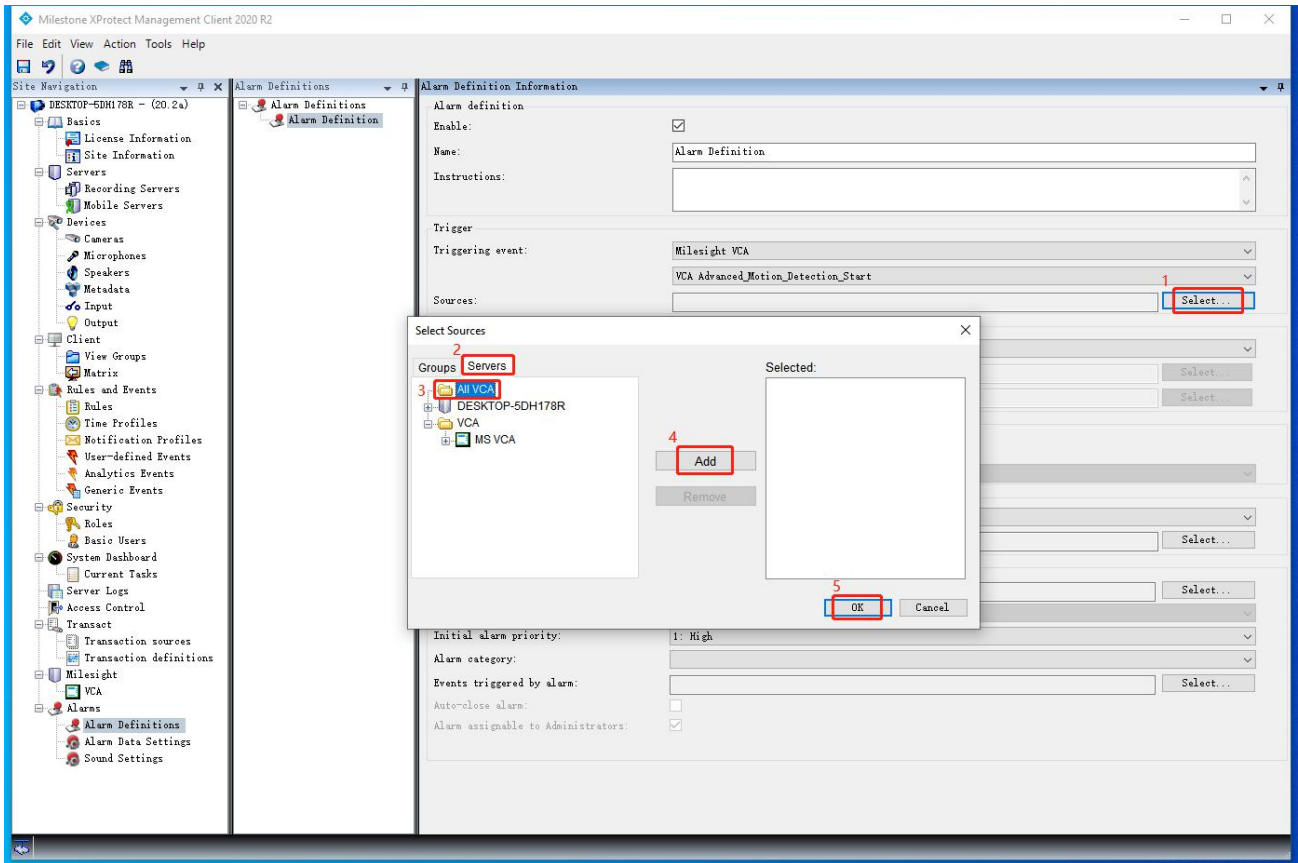 Milestone XProtect Management Client 2020 R2
File Edit View Action Tools Help
Site Navigation
DESKTOP-5DH178R - (20.2a)
Basics
License Information
Site Information
Servers
Recording Servers
Mobile Servers
Devices
Cameras
Microphones
Speakers
Metadata
Input
Output
Client
View Groups
Matrix
Rules and Events
Rules
Time Profiles
Notification Profiles
User-defined Events
Analytics Events
Generic Events
Security
Roles
Basic Users
System Dashboard
Current Tasks
Server Logs
Access Control
Transact
Transaction sources
Transaction definitions
Milesight
VCA
Alarms
Alarm Definitions
Alarm Data Settings
Sound Settings
Alarm Definitions
Alarm Definitions
Alarm Definition
Alarm Definition Information
Alarm definition
Enable:
Name: Alarm Definition
Instructions:
Trigger
Triggering event: Milesight VCA
VCA Advanced_Motion_Detection_Start
1
Sources: Select...
Select...
Select...
Select...
Select...
Select Sources
2
Groups Servers
3 All VCA
DESKTOP-5DH178R
VCA
MS VCA
4
Add
Remove
Selected:
5
OK Cancel
Initial alarm priority: 1: High
Alarm category:
Events triggered by alarm: Select...
Auto-close alarm:
Alarm assignable to Administrators: